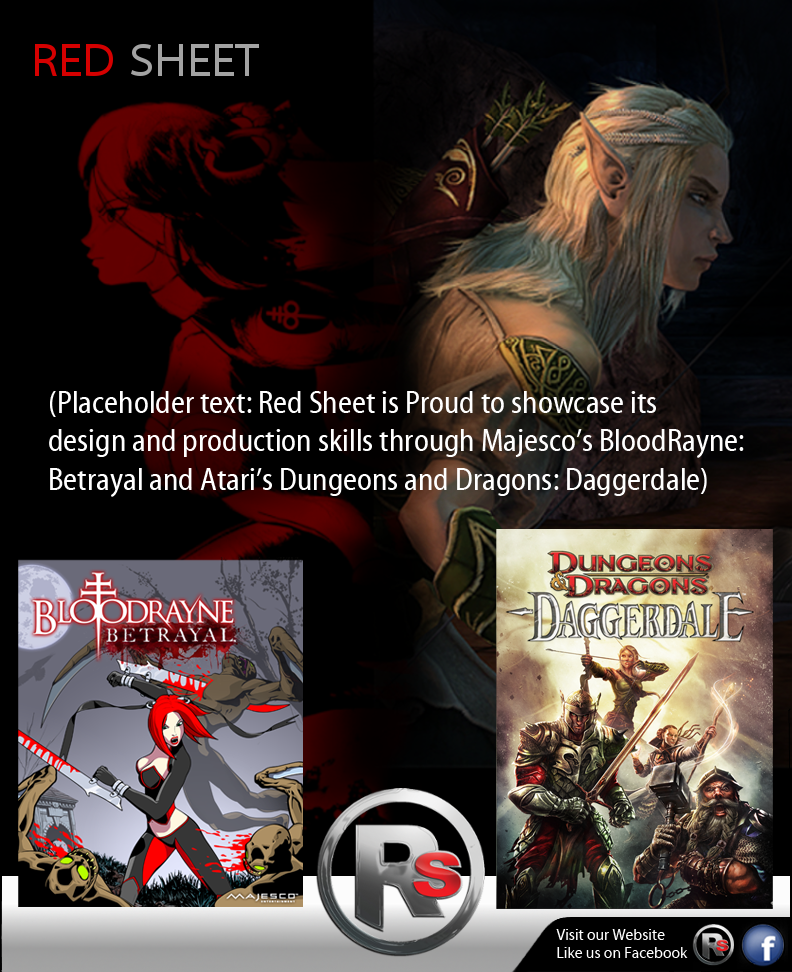 RED SHEET
(Placeholder text: Red Sheet is Proud to showcase its
design and production skills through Majesco’s BloodRayne:
Betrayal and Atari’s Dungeons and Dragons: Daggerdale)
BLOODRAYNE
BETRAYAL
MAJESCO
entertainment
DUNGEONS
& DRAGONS
DAGGERDALE
RS
Visit our Website
Like us on Facebook
RS
f